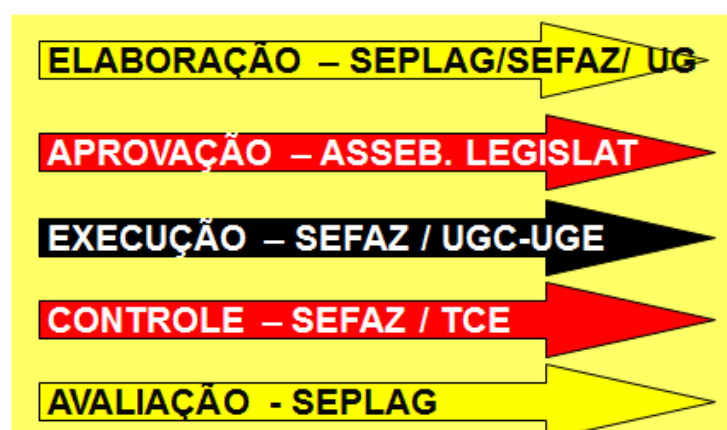 ELABORAÇÃO – SEPLAG/SEFAZ/ UG
APROVAÇÃO – ASSEB. LEGISLAT
EXECUÇÃO – SEFAZ / UGC-UGE
CONTROLE – SEFAZ / TCE
AVALIAÇÃO - SEPLAG